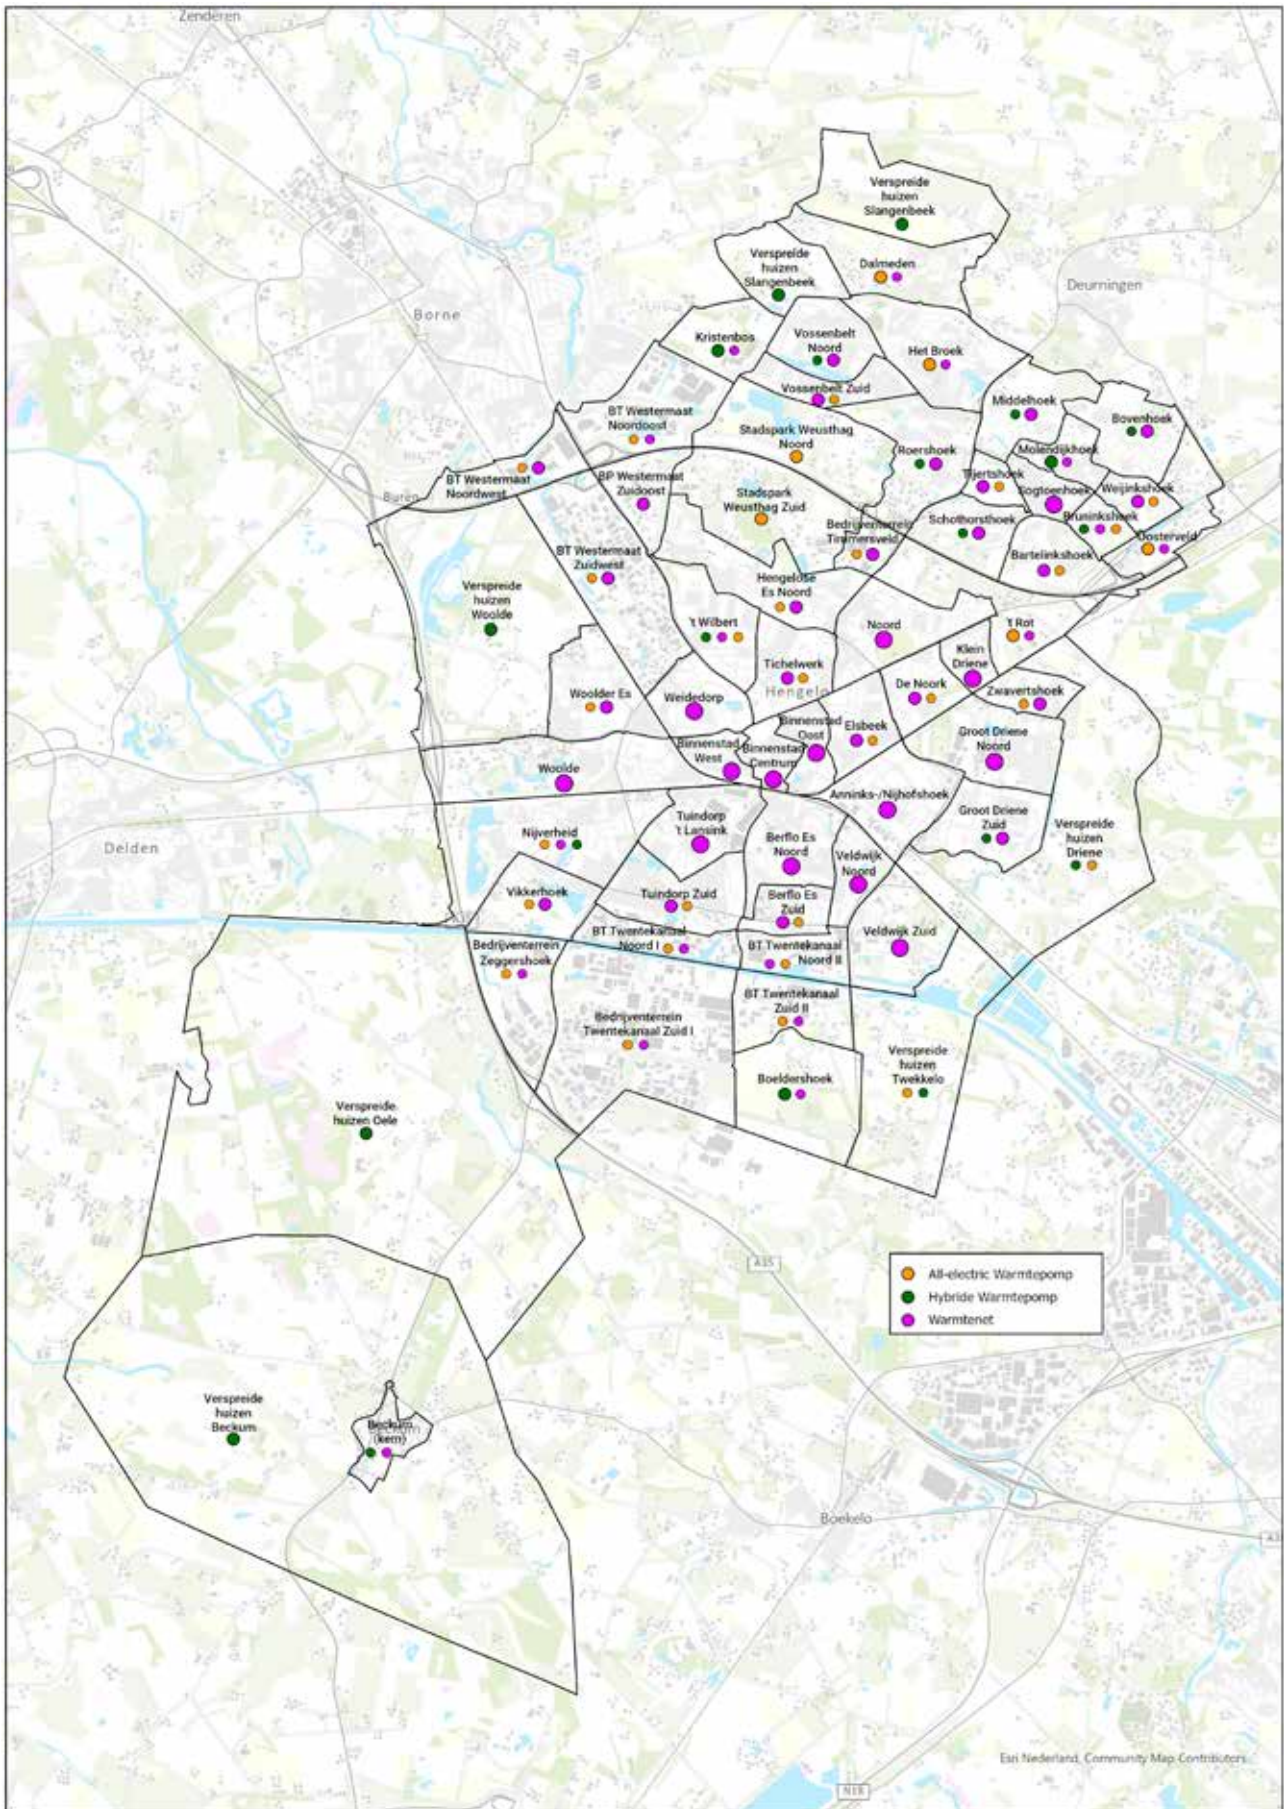 Zenderen
Verspreide
huizen
Slangenbeek
Verspreide
huizen
Slangenbeek
Dalmeden
Deurningen
Borne
Kristenbos
Vossenbelt
Noord
Het Broek
Vossenbelt Zuid
Middelhoek
Bovenhoek
BT Westermaat
Noordoost
Stadspark Weusthag
Noord
Roershoek
Molendijkhoek
BT Westermaat
Noordwest
Buren
BP Westermaat
Zuidoost
Tijertshoek
Sogtoenhoek
Weijinkshoek
Stadspark
Weusthag Zuid
Bedrijventerrein
Timmersveld
Schothorsthoek
Bruninkshoek
Oosterveld
Bartelinkshoek
BT Westermaat
Zuidwest
Verspreide
huizen
Woolde
Hengelose
Es Noord
't Wilbert
Noord
't Rot
Klein
Driene
Tichelwerk
Hengelo
De Noork
Zwavertshoek
Woolder Es
Weidedorp
Binnenstad
Oost
Elsbeek
Groot Driene
Noord
Binnenstad
West
Binnenstad
Centrum
Woolde
Anninks-/Nijhofshoek
Tuindorp
't Lansink
Groot Driene
Zuid
Verspreide
huizen
Driene
Delden
Nijverheid
Berflo Es
Noord
Veldwijk
Noord
Vikkerhoek
Tuindorp Zuid
Berflo Es
Zuid
BT Twentekanaal
Noord I
Veldwijk Zuid
Bedrijventerrein
Zeggershoek
BT Twentekanaal
Noord II
BT Twentekanaal
Zuid II
Bedrijventerrein
Twentekanaal Zuid I
Verspreide
huizen
Twekkelo
Boeldershoek
Verspreide
huizen Oele
A35
All-electric Warmtepomp
Hybride Warmtepomp
Warmtenet
Verspreide
huizen
Beckum
Beckum
(kern)
Boekelo
Esri Nederland, Community Map Contributors
N18